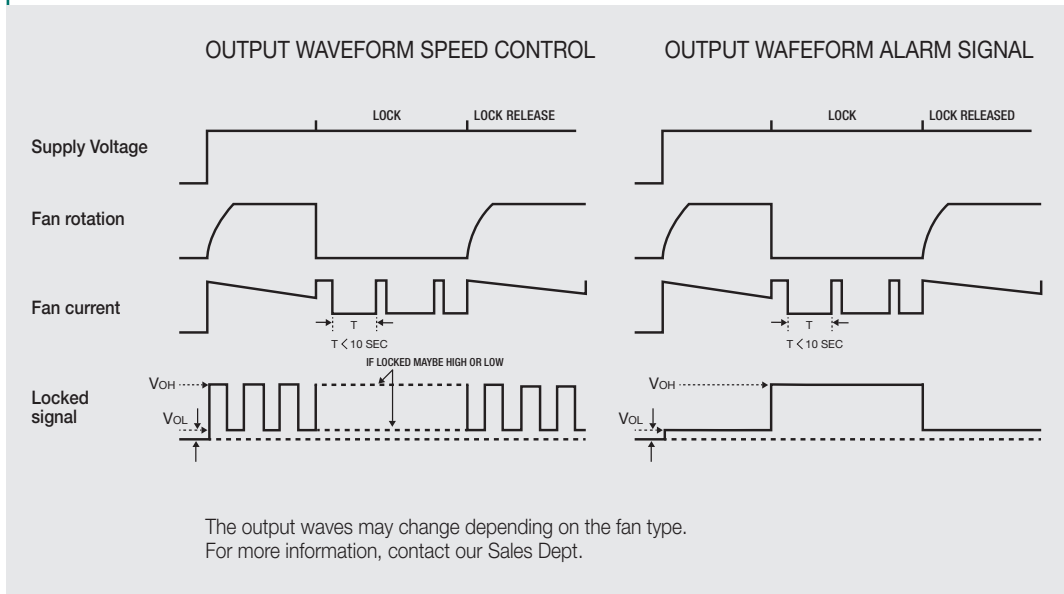 OUTPUT WAVEFORM SPEED CONTROL
OUTPUT WAFEFORM ALARM SIGNAL
Supply Voltage
LOCK
LOCK RELEASE
LOCK
LOCK RELEASED
Fan rotation
Fan current
T
T < 10 SEC
T
T < 10 SEC
IF LOCKED MAYBE HIGH OR LOW
Locked
signal
VOH
VOL
VOH
VOL
The output waves may change depending on the fan type.
For more information, contact our Sales Dept.